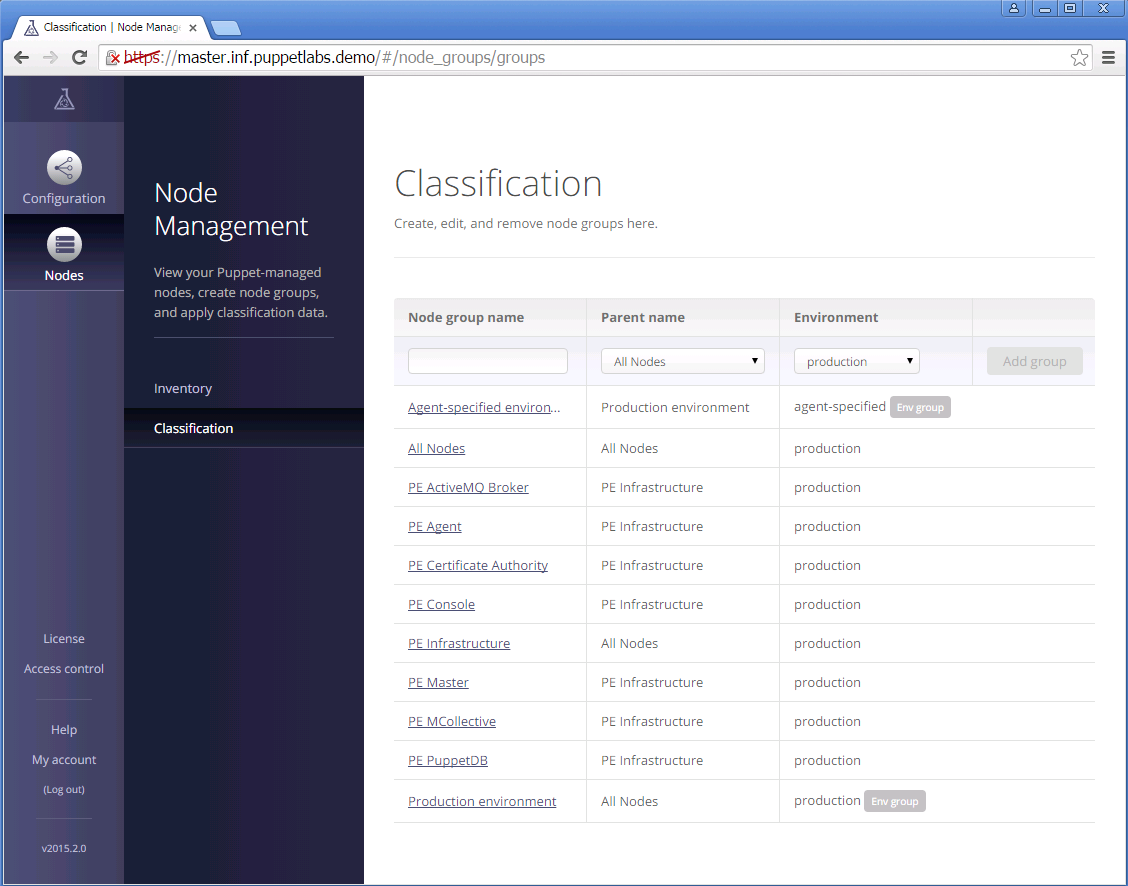 Classification | Node Manag
https://master.inf.puppetlabs.demo/#/node_groups/groups
Configuration
Nodes
License
Access control
Help
My account
(Log out)
v2015.2.0
Node
Management
View your Puppet-managed
nodes, create node groups,
and apply classification data.
Inventory
Classification
Classification
Create, edit, and remove node groups here.
Node group name Parent name Environment
All Nodes production Add group
Agent-specified environ... Production environment agent-specified Env group
All Nodes All Nodes production
PE ActiveMQ Broker PE Infrastructure production
PE Agent PE Infrastructure production
PE Certificate Authority PE Infrastructure production
PE Console PE Infrastructure production
PE Infrastructure All Nodes production
PE Master PE Infrastructure production
PE MCollective PE Infrastructure production
PE PuppetDB PE Infrastructure production
Production environment All Nodes production Env group